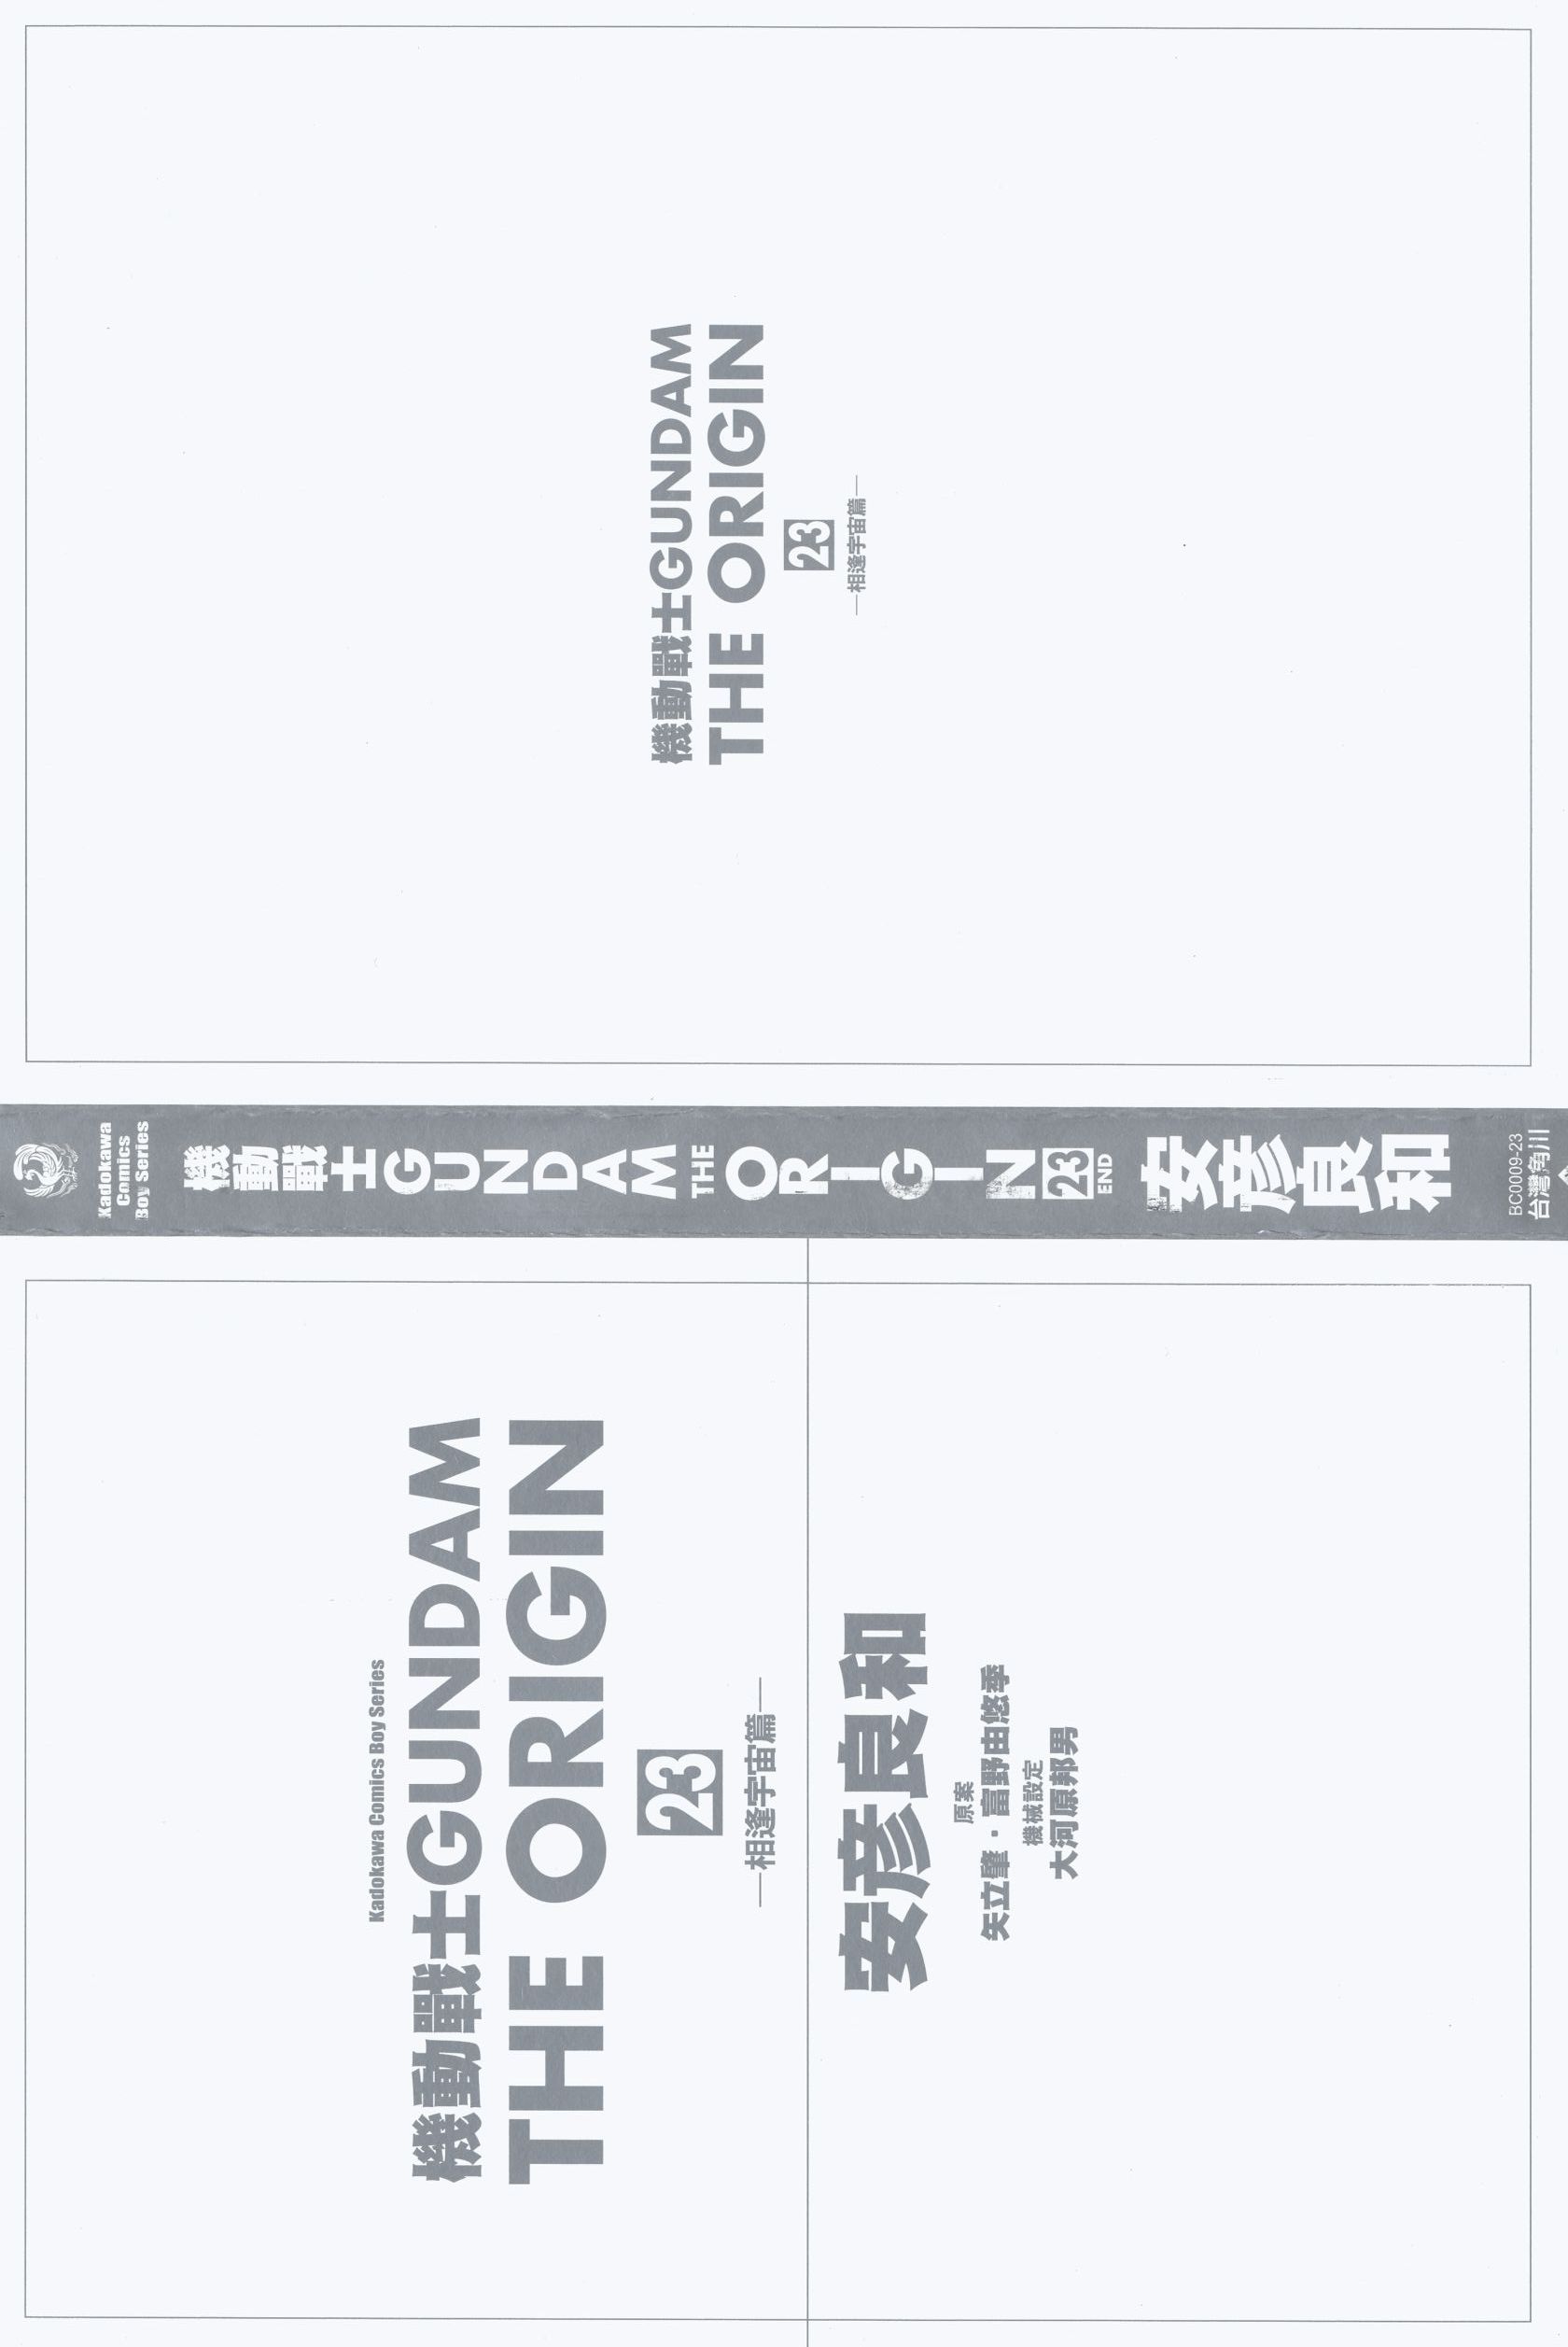 機動戰士GUNDAM
THE ORIGIN
23
—相逢宇宙篇—
Kadokawa
Comics
Boy Series
機動戰士GUNDAM THE ORIGIN 23 END
安彦良和
BC0009-23
台灣角川
Kadokawa Comics Boy Series
機動戰士GUNDAM
THE ORIGIN
23
—相逢宇宙篇—
安彦良和
原案
矢立肇・富野由悠季
機械設定
大河原邦男